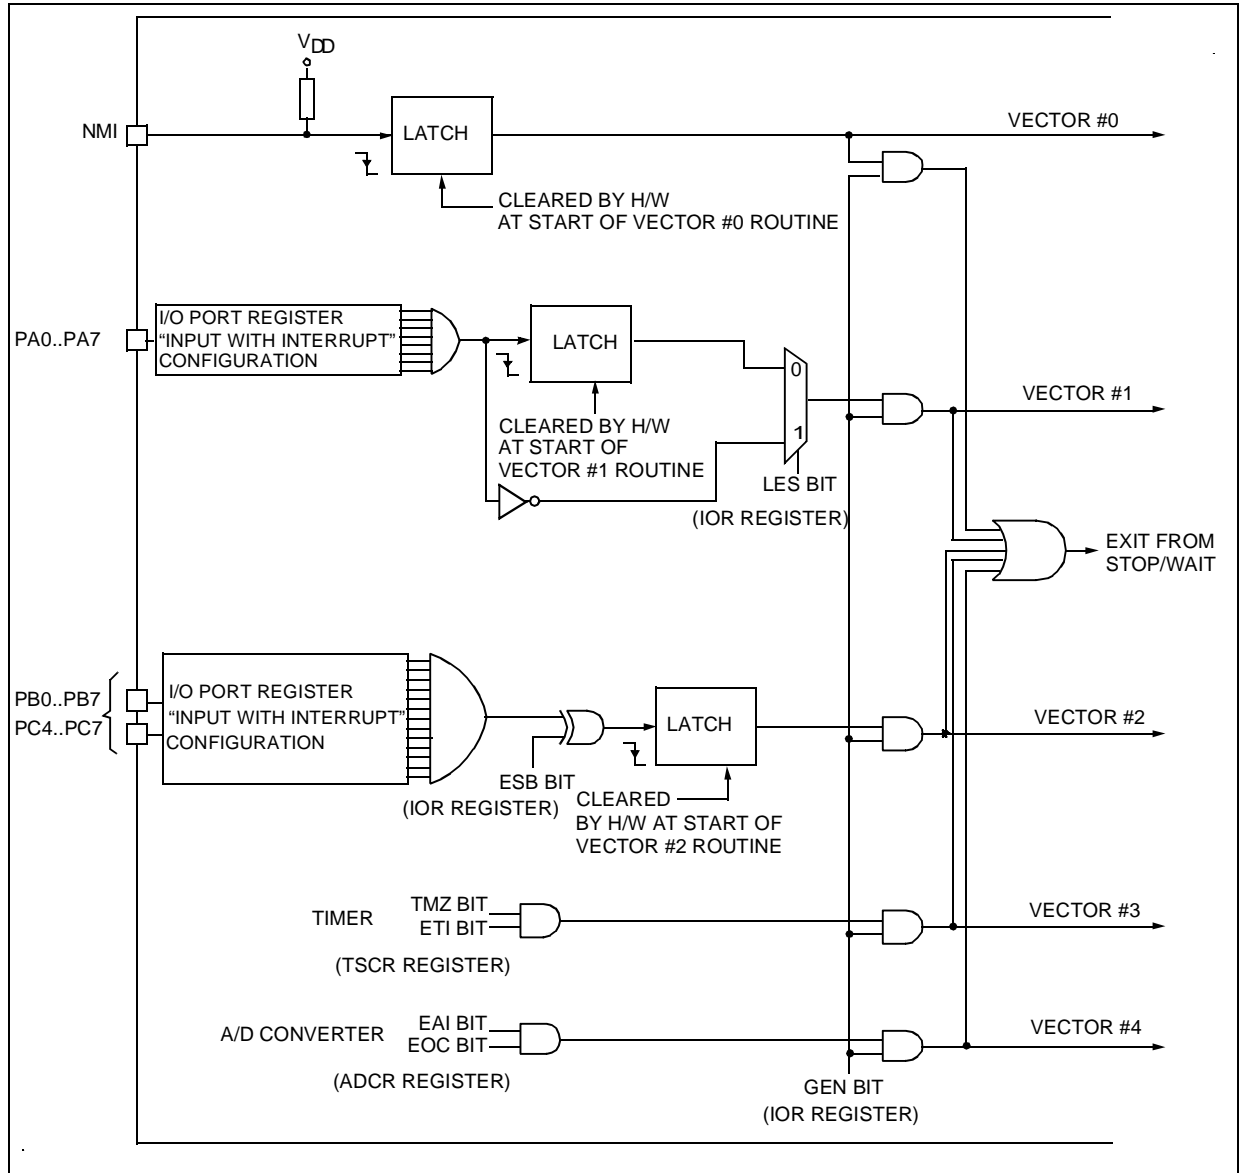 VDD
NMI
LATCH
VECTOR #0
CLEARED BY H/W
AT START OF VECTOR #0 ROUTINE
PA0..PA7
I/O PORT REGISTER
“INPUT WITH INTERRUPT”
CONFIGURATION
LATCH
0
1
VECTOR #1
CLEARED BY H/W
AT START OF
VECTOR #1 ROUTINE
LES BIT
(IOR REGISTER)
EXIT FROM
STOP/WAIT
PB0..PB7
PC4..PC7
I/O PORT REGISTER
“INPUT WITH INTERRUPT”
CONFIGURATION
LATCH
VECTOR #2
ESB BIT
(IOR REGISTER)
CLEARED
BY H/W AT START OF
VECTOR #2 ROUTINE
TIMER
TMZ BIT
ETI BIT
(TSCR REGISTER)
VECTOR #3
A/D CONVERTER
EAI BIT
EOC BIT
(ADCR REGISTER)
VECTOR #4
GEN BIT
(IOR REGISTER)